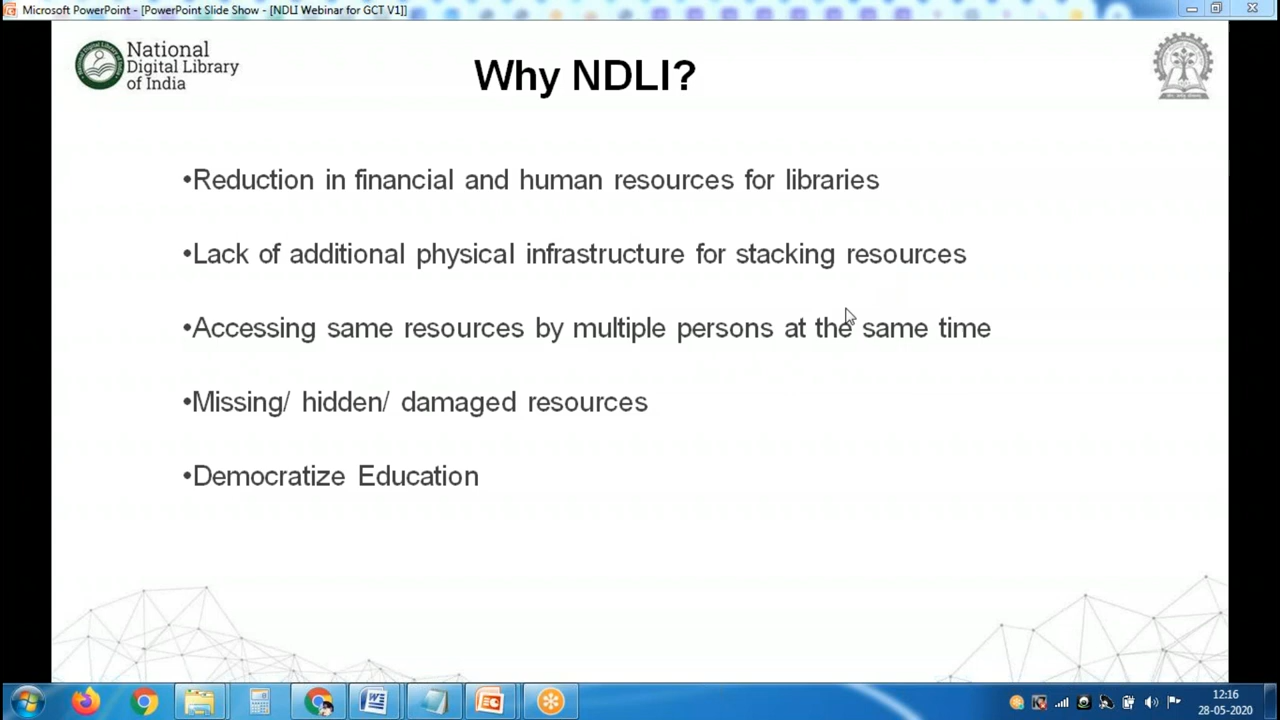 Microsoft PowerPoint - [PowerPoint Slide Show - [NDLI Webinar for GCT V1]]
National
Digital Library
of India
Why NDLI?
•Reduction in financial and human resources for libraries
•Lack of additional physical infrastructure for stacking resources
•Accessing same resources by multiple persons at the same time
•Missing/ hidden/ damaged resources
•Democratize Education
12:16
28-05-2020